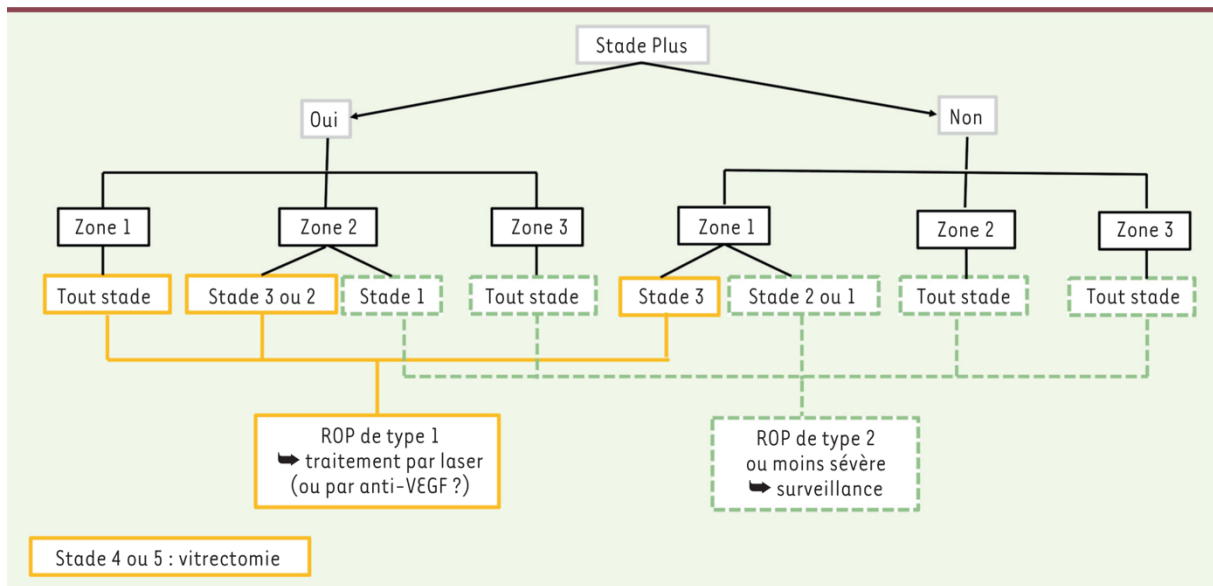 Stade Plus
Oui
Non
Zone 1
Zone 2
Zone 3
Zone 1
Zone 2
Zone 3
Tout stade
Stade 3 ou 2
Stade 1
Tout stade
Stade 3
Stade 2 ou 1
Tout stade
Tout stade
ROP de type 1
➥ traitement par laser
(ou par anti-VEGF ?)
ROP de type 2
ou moins sévère
➥ surveillance
Stade 4 ou 5 : vitrectomie